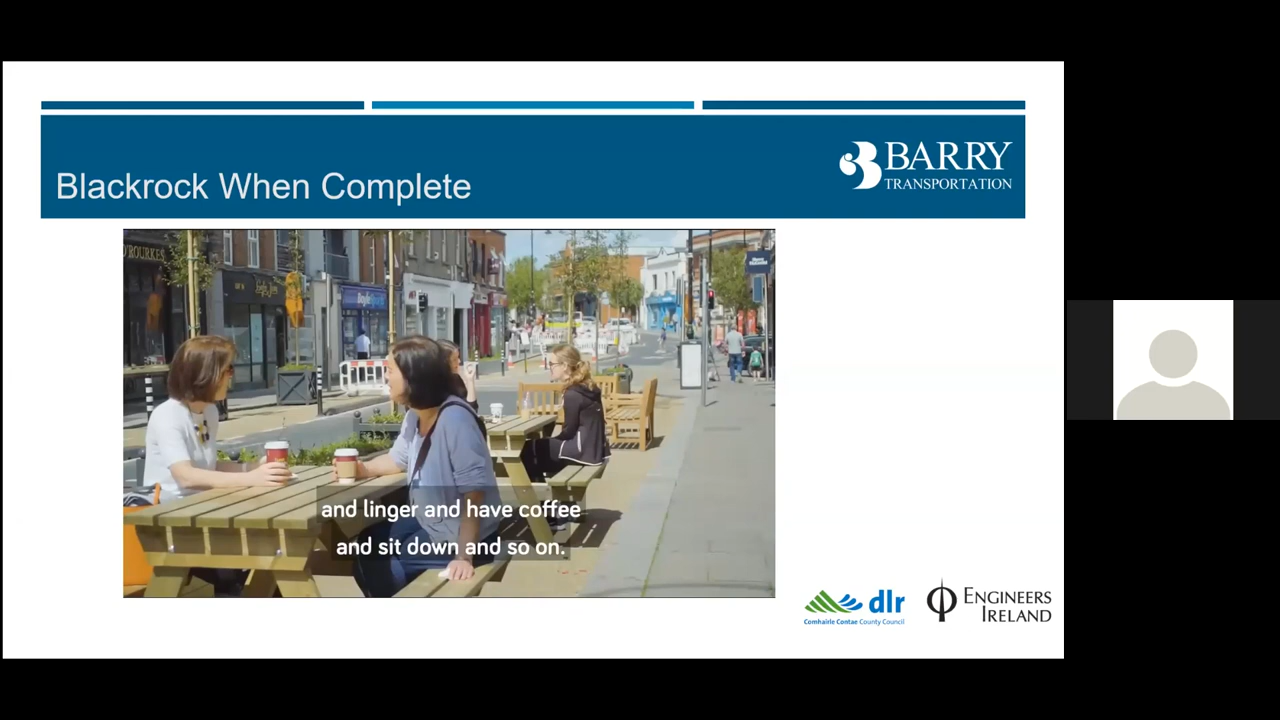 Blackrock When Complete
BARRY
TRANSPORTATION
O'ROURKES
and linger and have coffee
and sit down and so on.
dlr
Comhairle Contae County Council
ENGINEERS
IRELAND